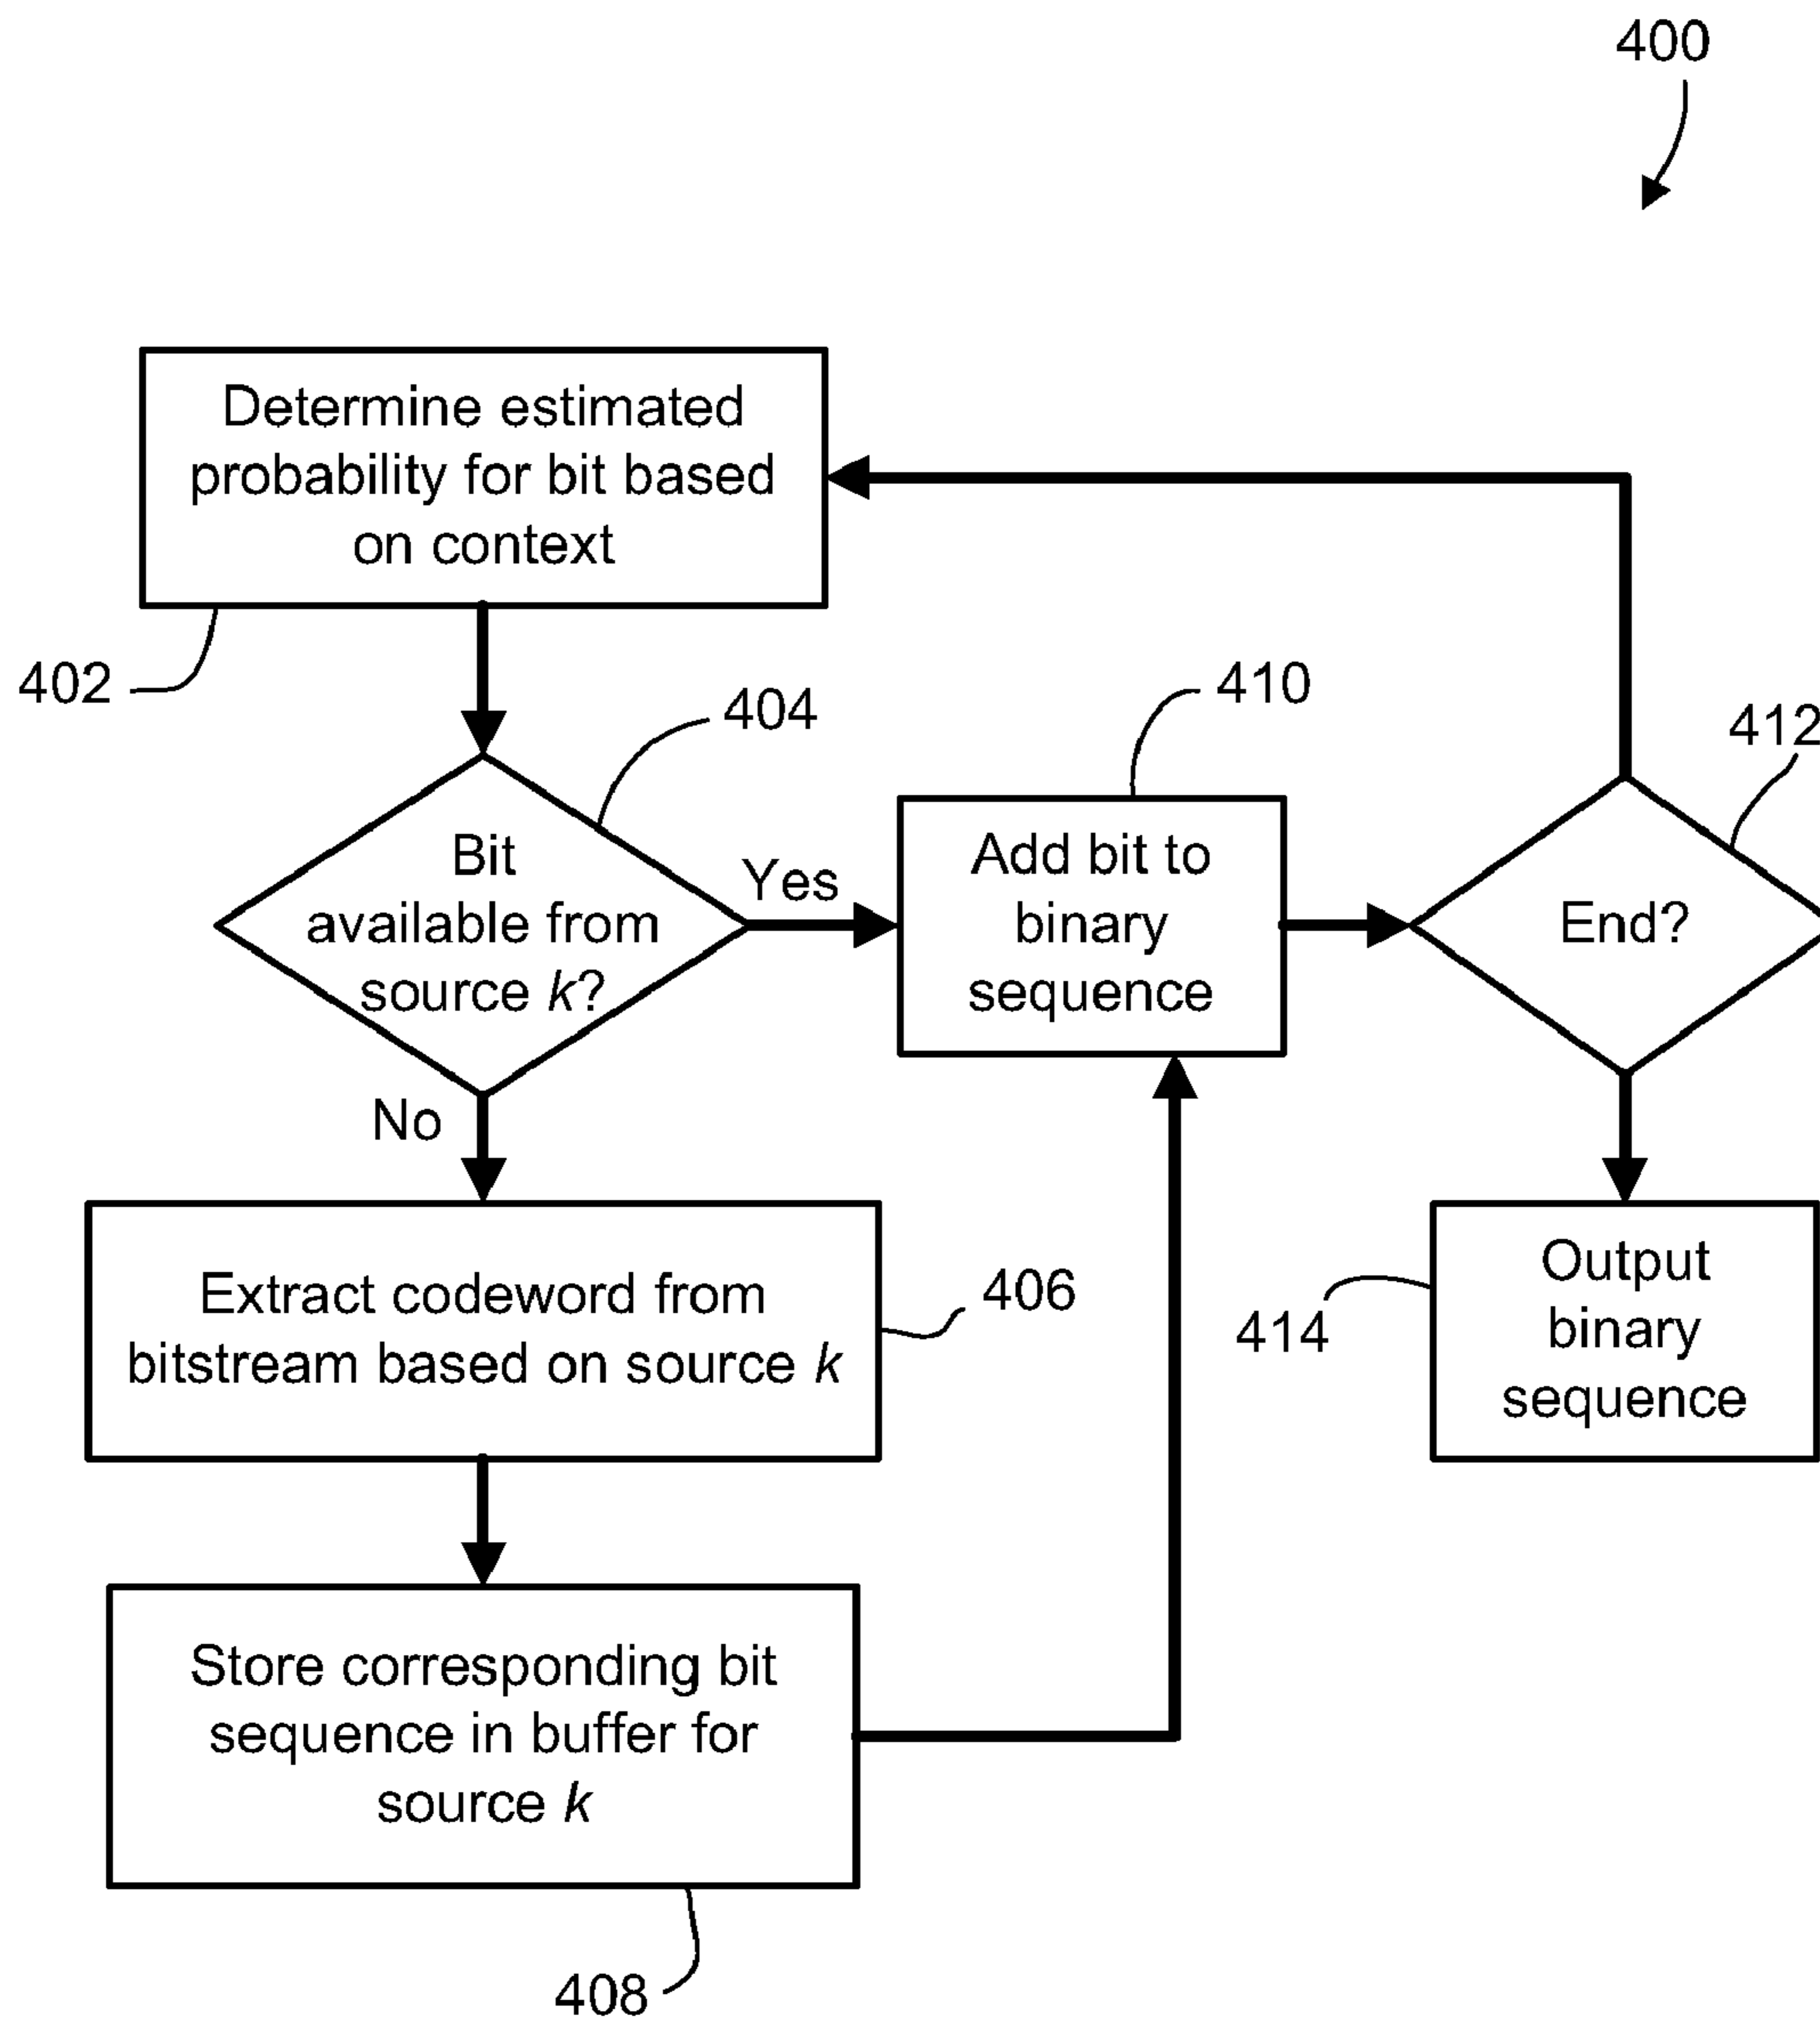 400
Determine estimated
probability for bit based
on context
402
404
410
412
Bit
available from
source k?
Yes
Add bit to
binary
sequence
End?
No
Extract codeword from
bitstream based on source k
406
Output
binary
sequence
414
Store corresponding bit
sequence in buffer for
source k
408